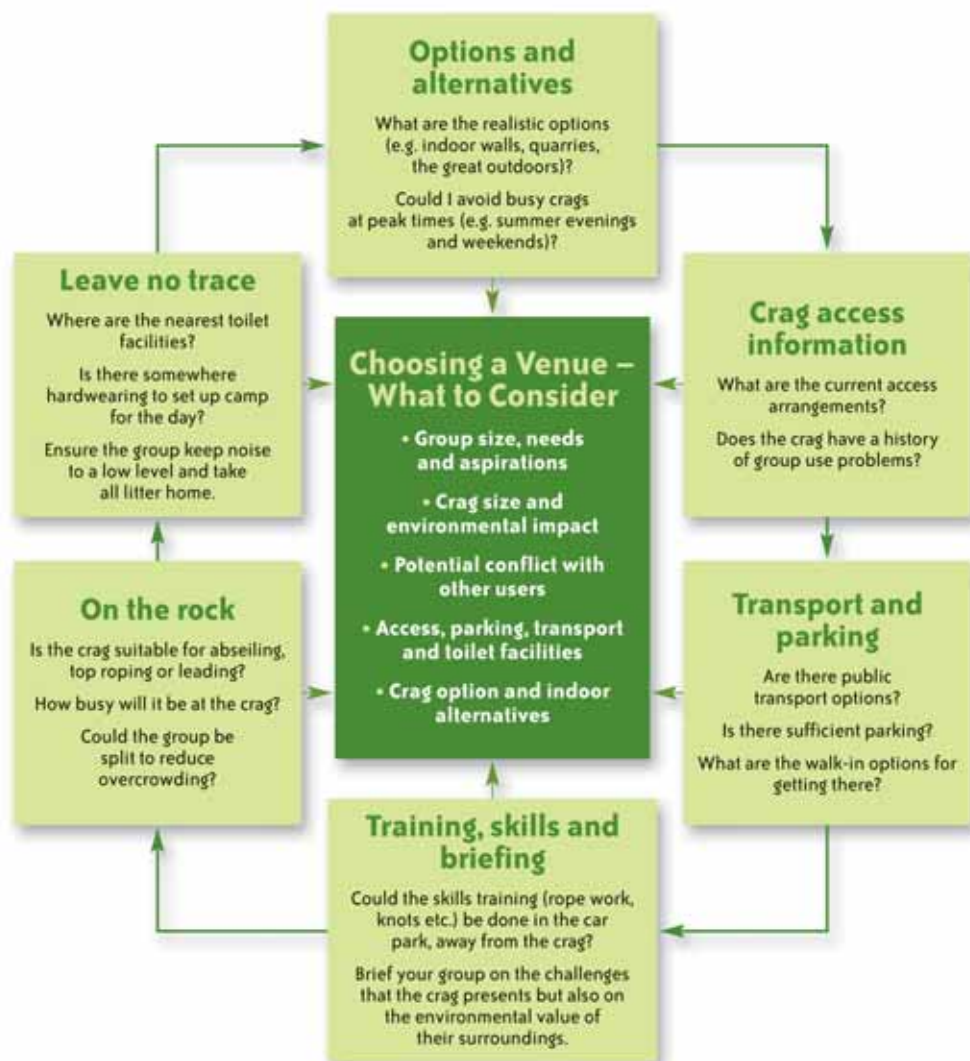 Options and
alternatives
What are the realistic options
(e.g. indoor walls, quarries,
the great outdoors)?
Could I avoid busy crags
at peak times (e.g. summer evenings
and weekends)?
Crag access
information
What are the current access
arrangements?
Does the crag have a history
of group use problems?
Transport and
parking
Are there public
transport options?
Is there sufficient parking?
What are the walk-in options for
getting there?
Training, skills and
briefing
Could the skills training (rope work,
knots etc.) be done in the car
park, away from the crag?
Brief your group on the challenges
that the crag presents but also on
the environmental value of
their surroundings.
On the rock
Is the crag suitable for abseiling,
top roping or leading?
How busy will it be at the crag?
Could the group be
split to reduce
overcrowding?
Leave no trace
Where are the nearest toilet
facilities?
Is there somewhere
hardwearing to set up camp
for the day?
Ensure the group keep noise
to a low level and take
all litter home.
Choosing a Venue –
What to Consider
• Group size, needs
and aspirations
• Crag size and
environmental impact
• Potential conflict with
other users
• Access, parking, transport
and toilet facilities
• Crag option and indoor
alternatives